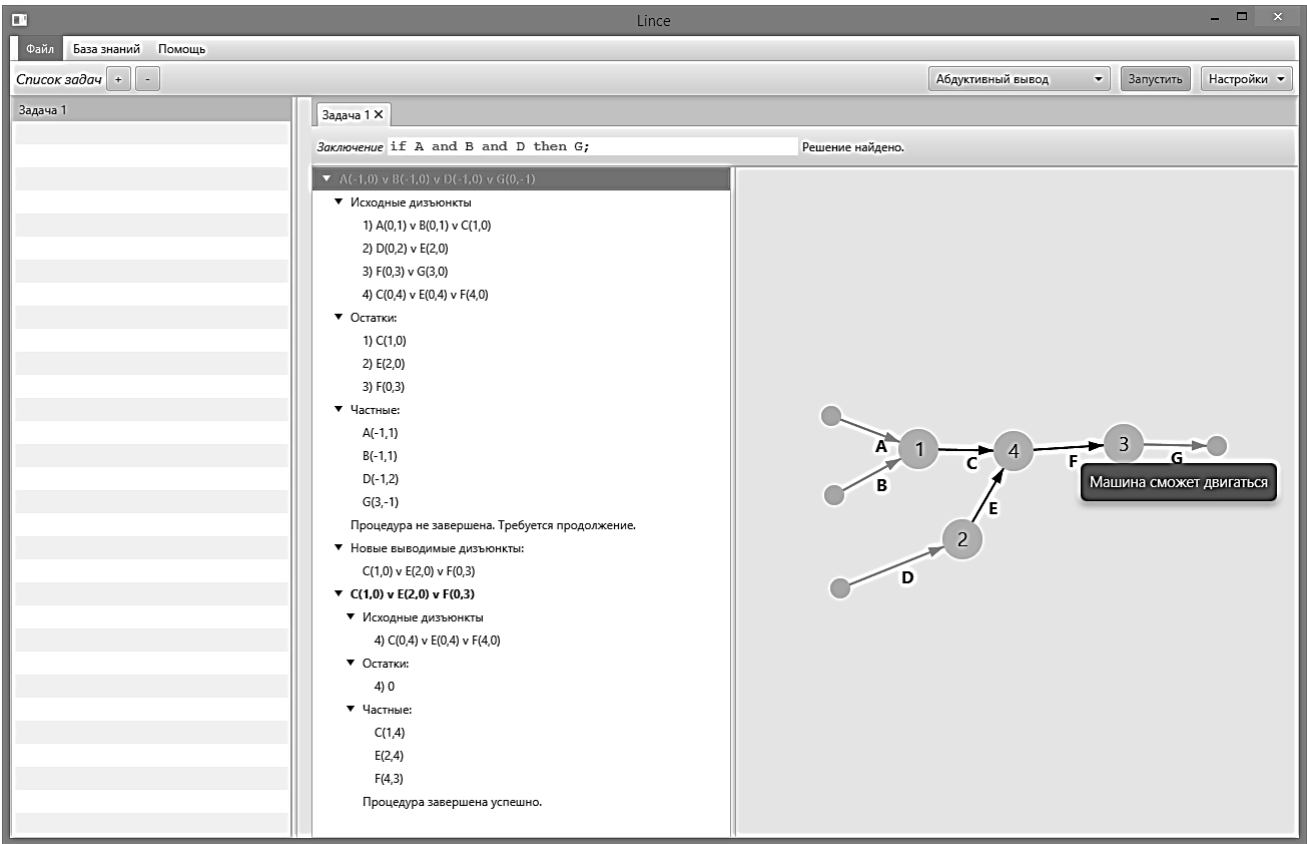 Lince
Файл База знаний Помощь
Список задач + - Абдуктивный вывод Запустить Настройки
Задача 1
Задача 1 X
Заключение if A and B and D then G; Решение найдено.
A(-1,0) v B(-1,0) v D(-1,0) v G(0,-1)
Исходные дизъюнкты
1) A(0,1) v B(0,1) v C(1,0)
2) D(0,2) v E(2,0)
3) F(0,3) v G(3,0)
4) C(0,4) v E(0,4) v F(4,0)
Остатки:
1) C(1,0)
2) E(2,0)
3) F(0,3)
Частные:
A(-1,1)
B(-1,1)
D(-1,2)
G(3,-1)
Процедура не завершена. Требуется продолжение.
Новые выводимые дизъюнкты:
C(1,0) v E(2,0) v F(0,3)
C(1,0) v E(2,0) v F(0,3)
Исходные дизъюнкты
4) C(0,4) v E(0,4) v F(4,0)
Остатки:
4) 0
Частные:
C(1,4)
E(2,4)
F(4,3)
Процедура завершена успешно.
A 1 C 4 F 3 G
B
Машина сможет двигаться
E
2
D